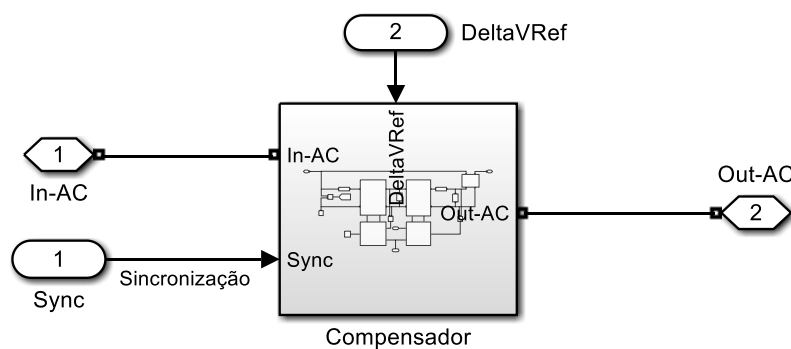 2
DeltaVRef
1
In-AC
In-AC
DeltaVRef
Out-AC
Out-AC
2
1
Sync
Sincronização
Sync
Compensador